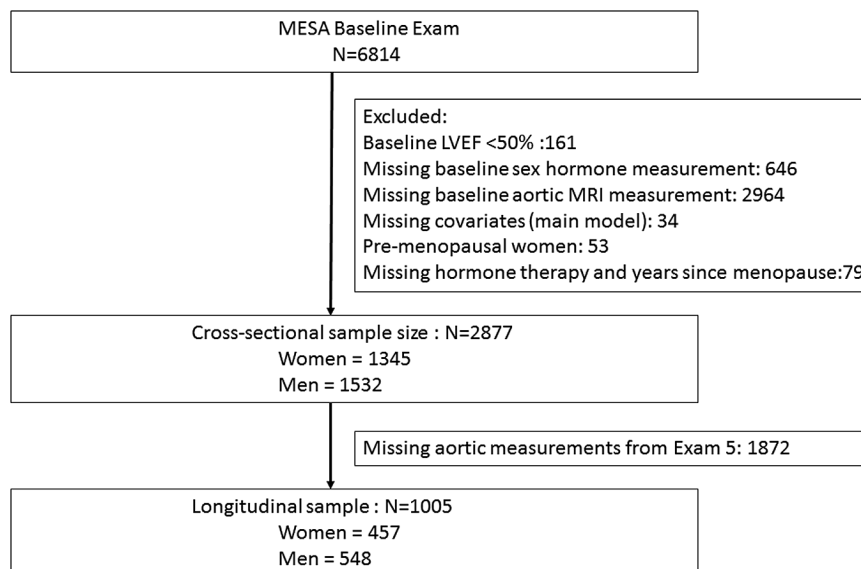 MESA Baseline Exam
N=6814
Excluded:
Baseline LVEF <50% :161
Missing baseline sex hormone measurement: 646
Missing baseline aortic MRI measurement: 2964
Missing covariates (main model): 34
Pre-menopausal women: 53
Missing hormone therapy and years since menopause:79
Cross-sectional sample size : N=2877
Women = 1345
Men = 1532
Missing aortic measurements from Exam 5: 1872
Longitudinal sample : N=1005
Women = 457
Men = 548